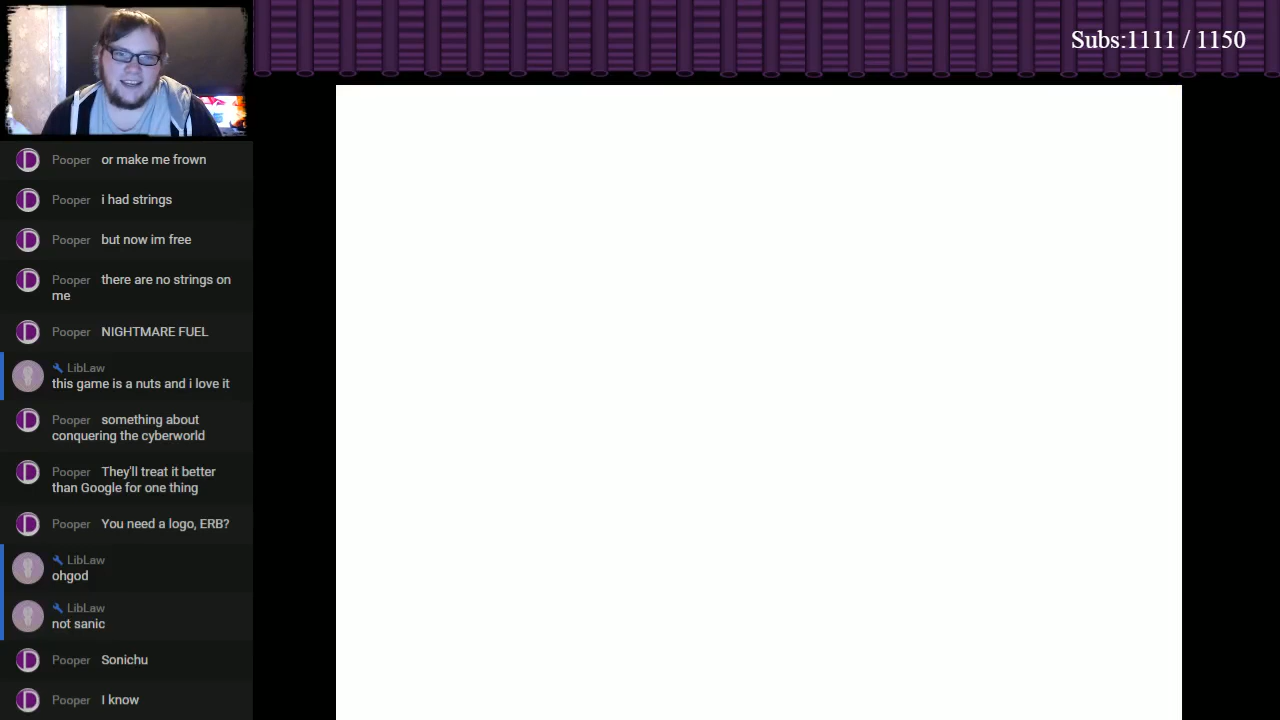 Subs:1111 / 1150
Pooper or make me frown
Pooper i had strings
Pooper but now im free
Pooper there are no strings on
me
Pooper NIGHTMARE FUEL
LibLaw
this game is a nuts and i love it
Pooper something about
conquering the cyberworld
Pooper They'll treat it better
than Google for one thing
Pooper You need a logo, ERB?
LibLaw
ohgod
LibLaw
not sanic
Pooper Sonichu
Pooper I know